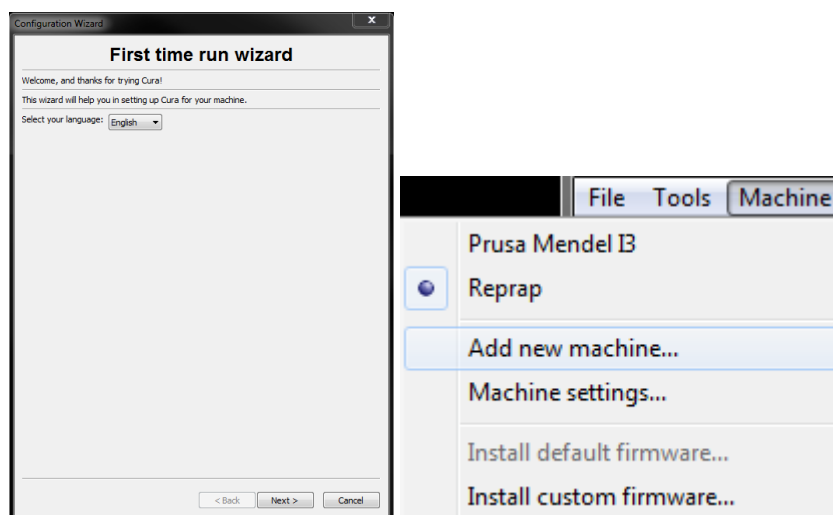 Configuration Wizard
x
First time run wizard
Welcome, and thanks for trying Cura!
This wizard will help you in setting up Cura for your machine.
Select your language: English
< Back Next > Cancel
File Tools Machine
Prusa Mendel I3
Reprap
Add new machine...
Machine settings...
Install default firmware...
Install custom firmware...